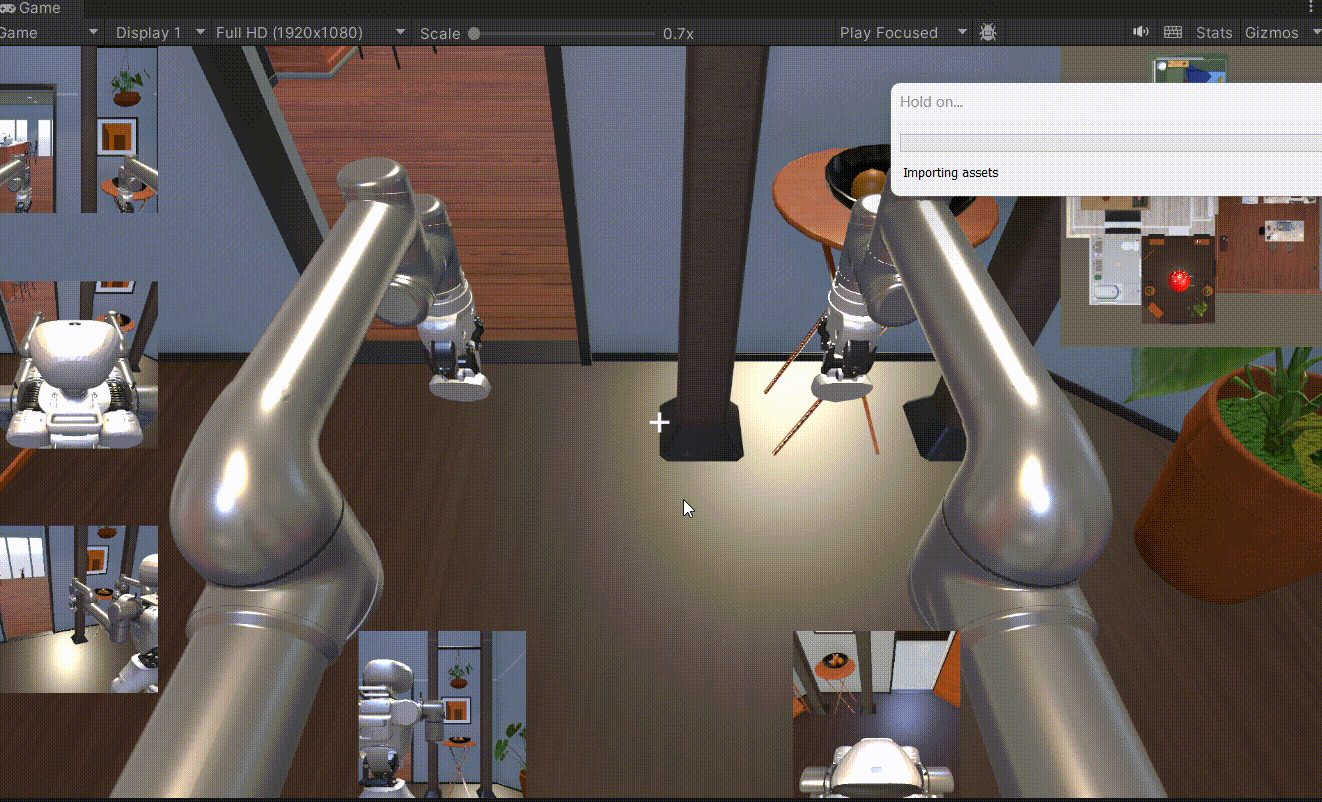 Game
Game Display 1 Full HD (1920x1080) Scale 0.7x Play Focused Stats Gizmos
Hold on...
Importing assets